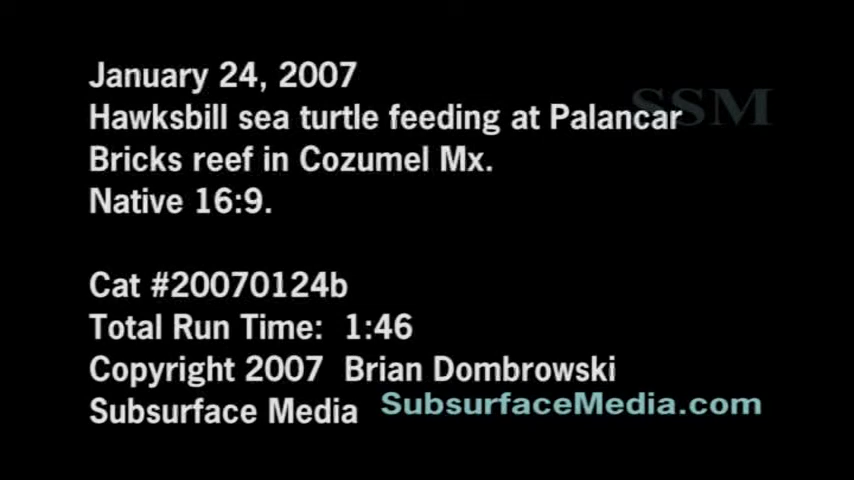 January 24, 2007
SSM
Hawksbill sea turtle feeding at Palancar
Bricks reef in Cozumel Mx.
Native 16:9.
Cat #20070124b
Total Run Time: 1:46
Copyright 2007 Brian Dombrowski
Subsurface Media SubsurfaceMedia.com